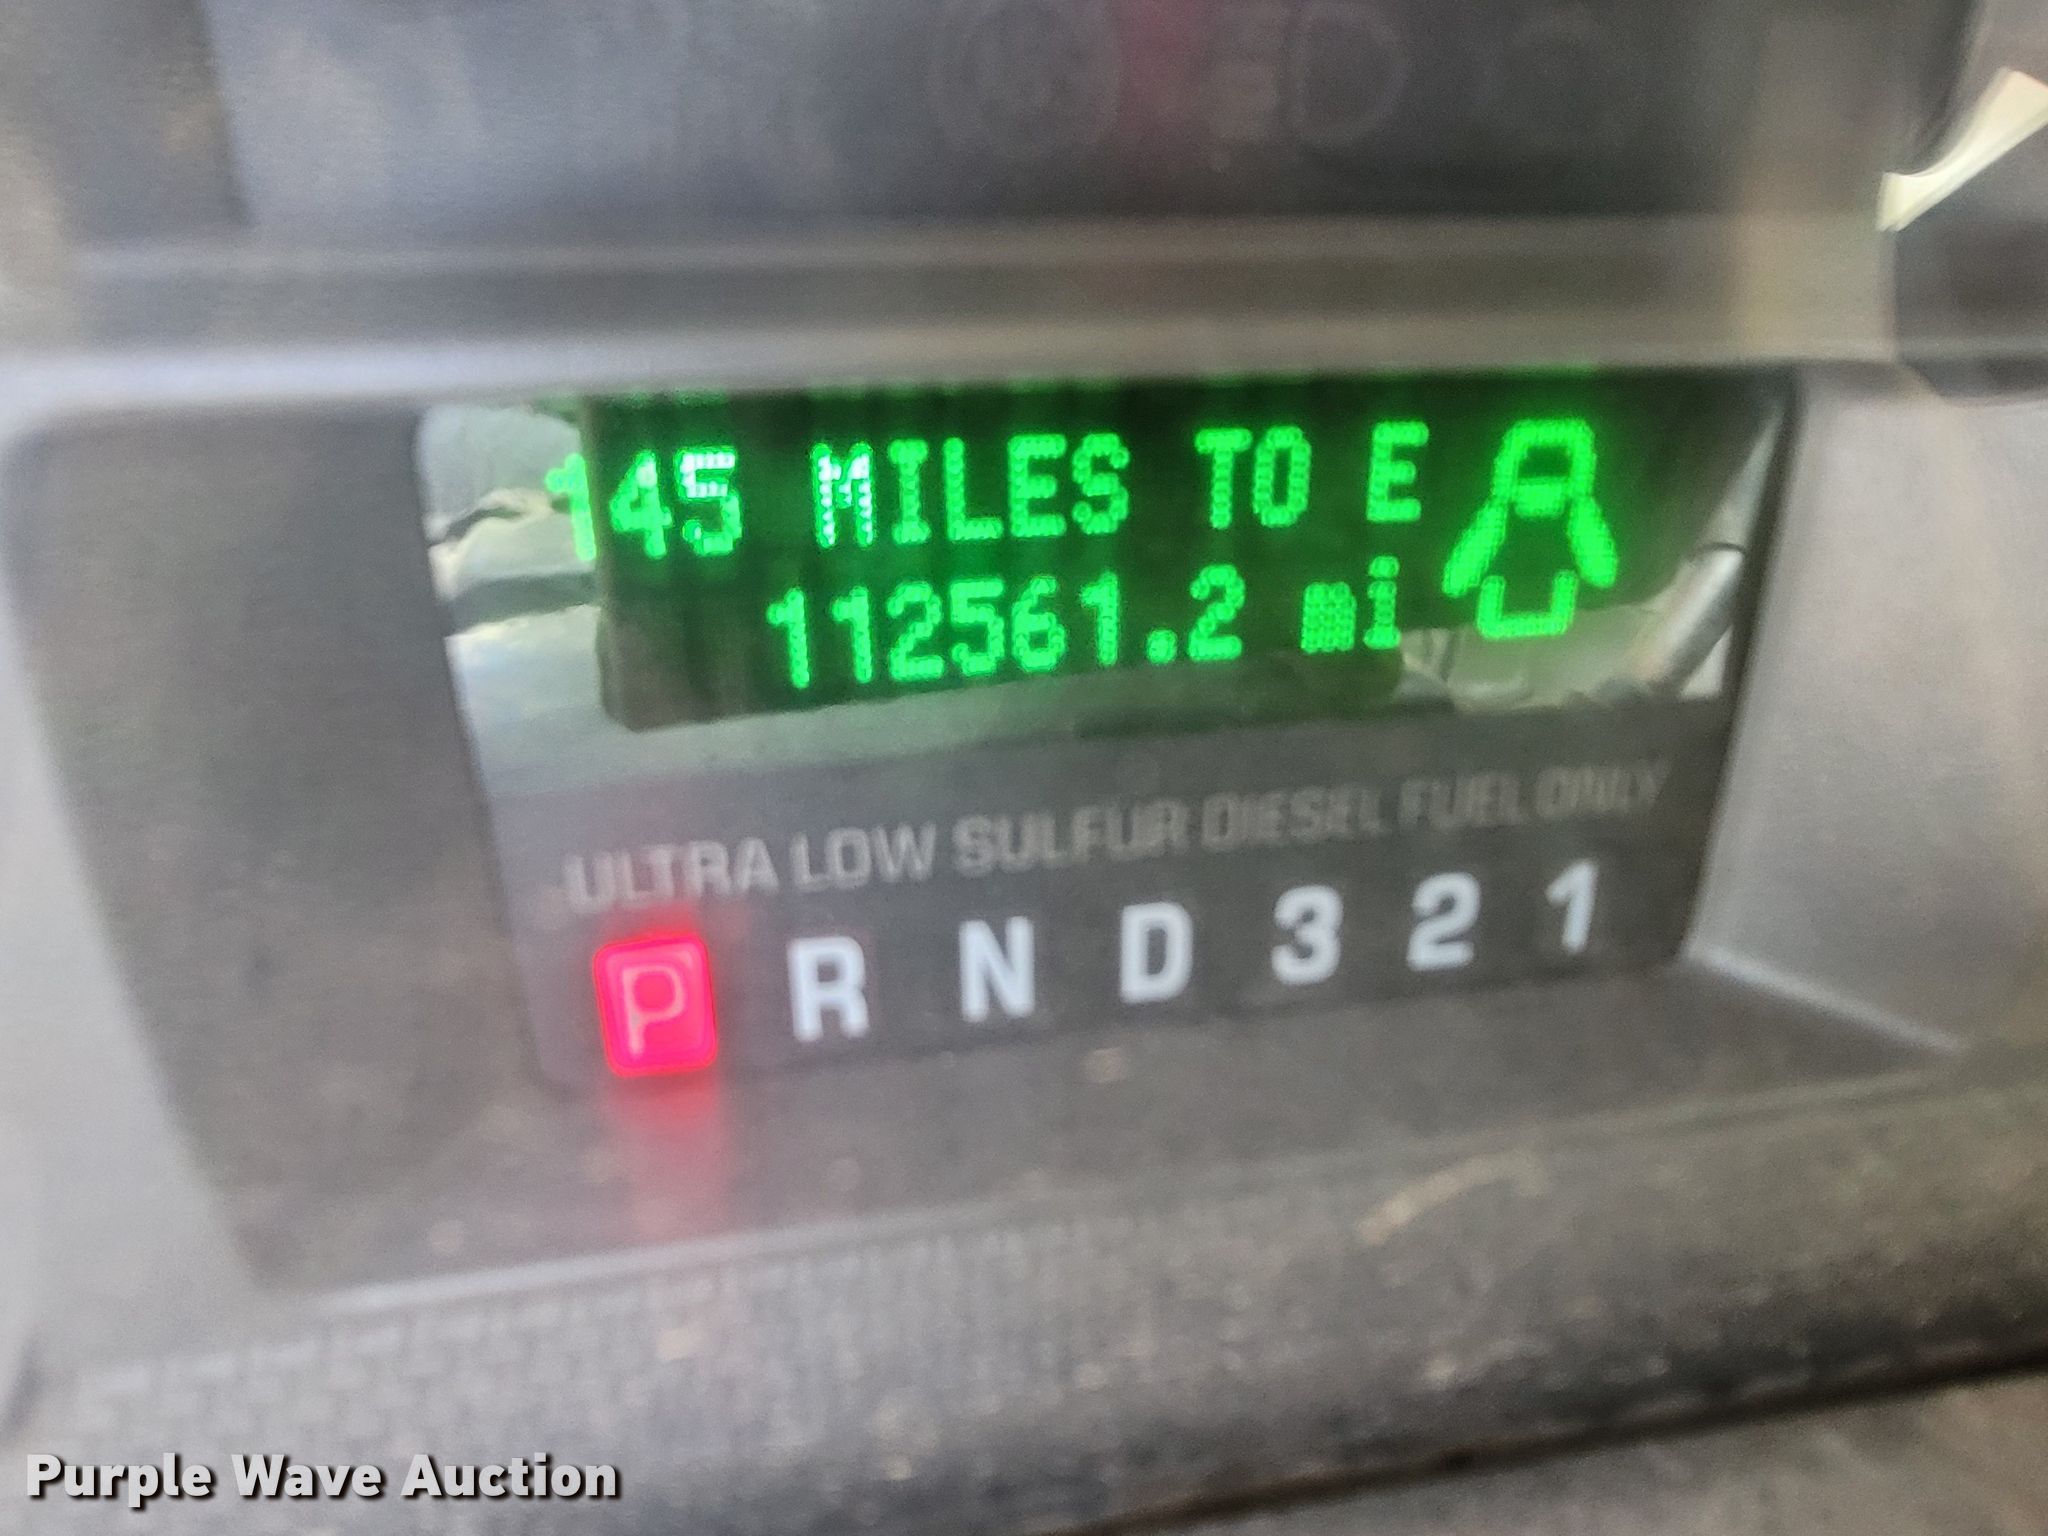 145 MILES TO E
112561.2 mi
ULTRA LOW SULFUR DIESEL FUEL ONLY
P R N D 3 2 1
Purple Wave Auction